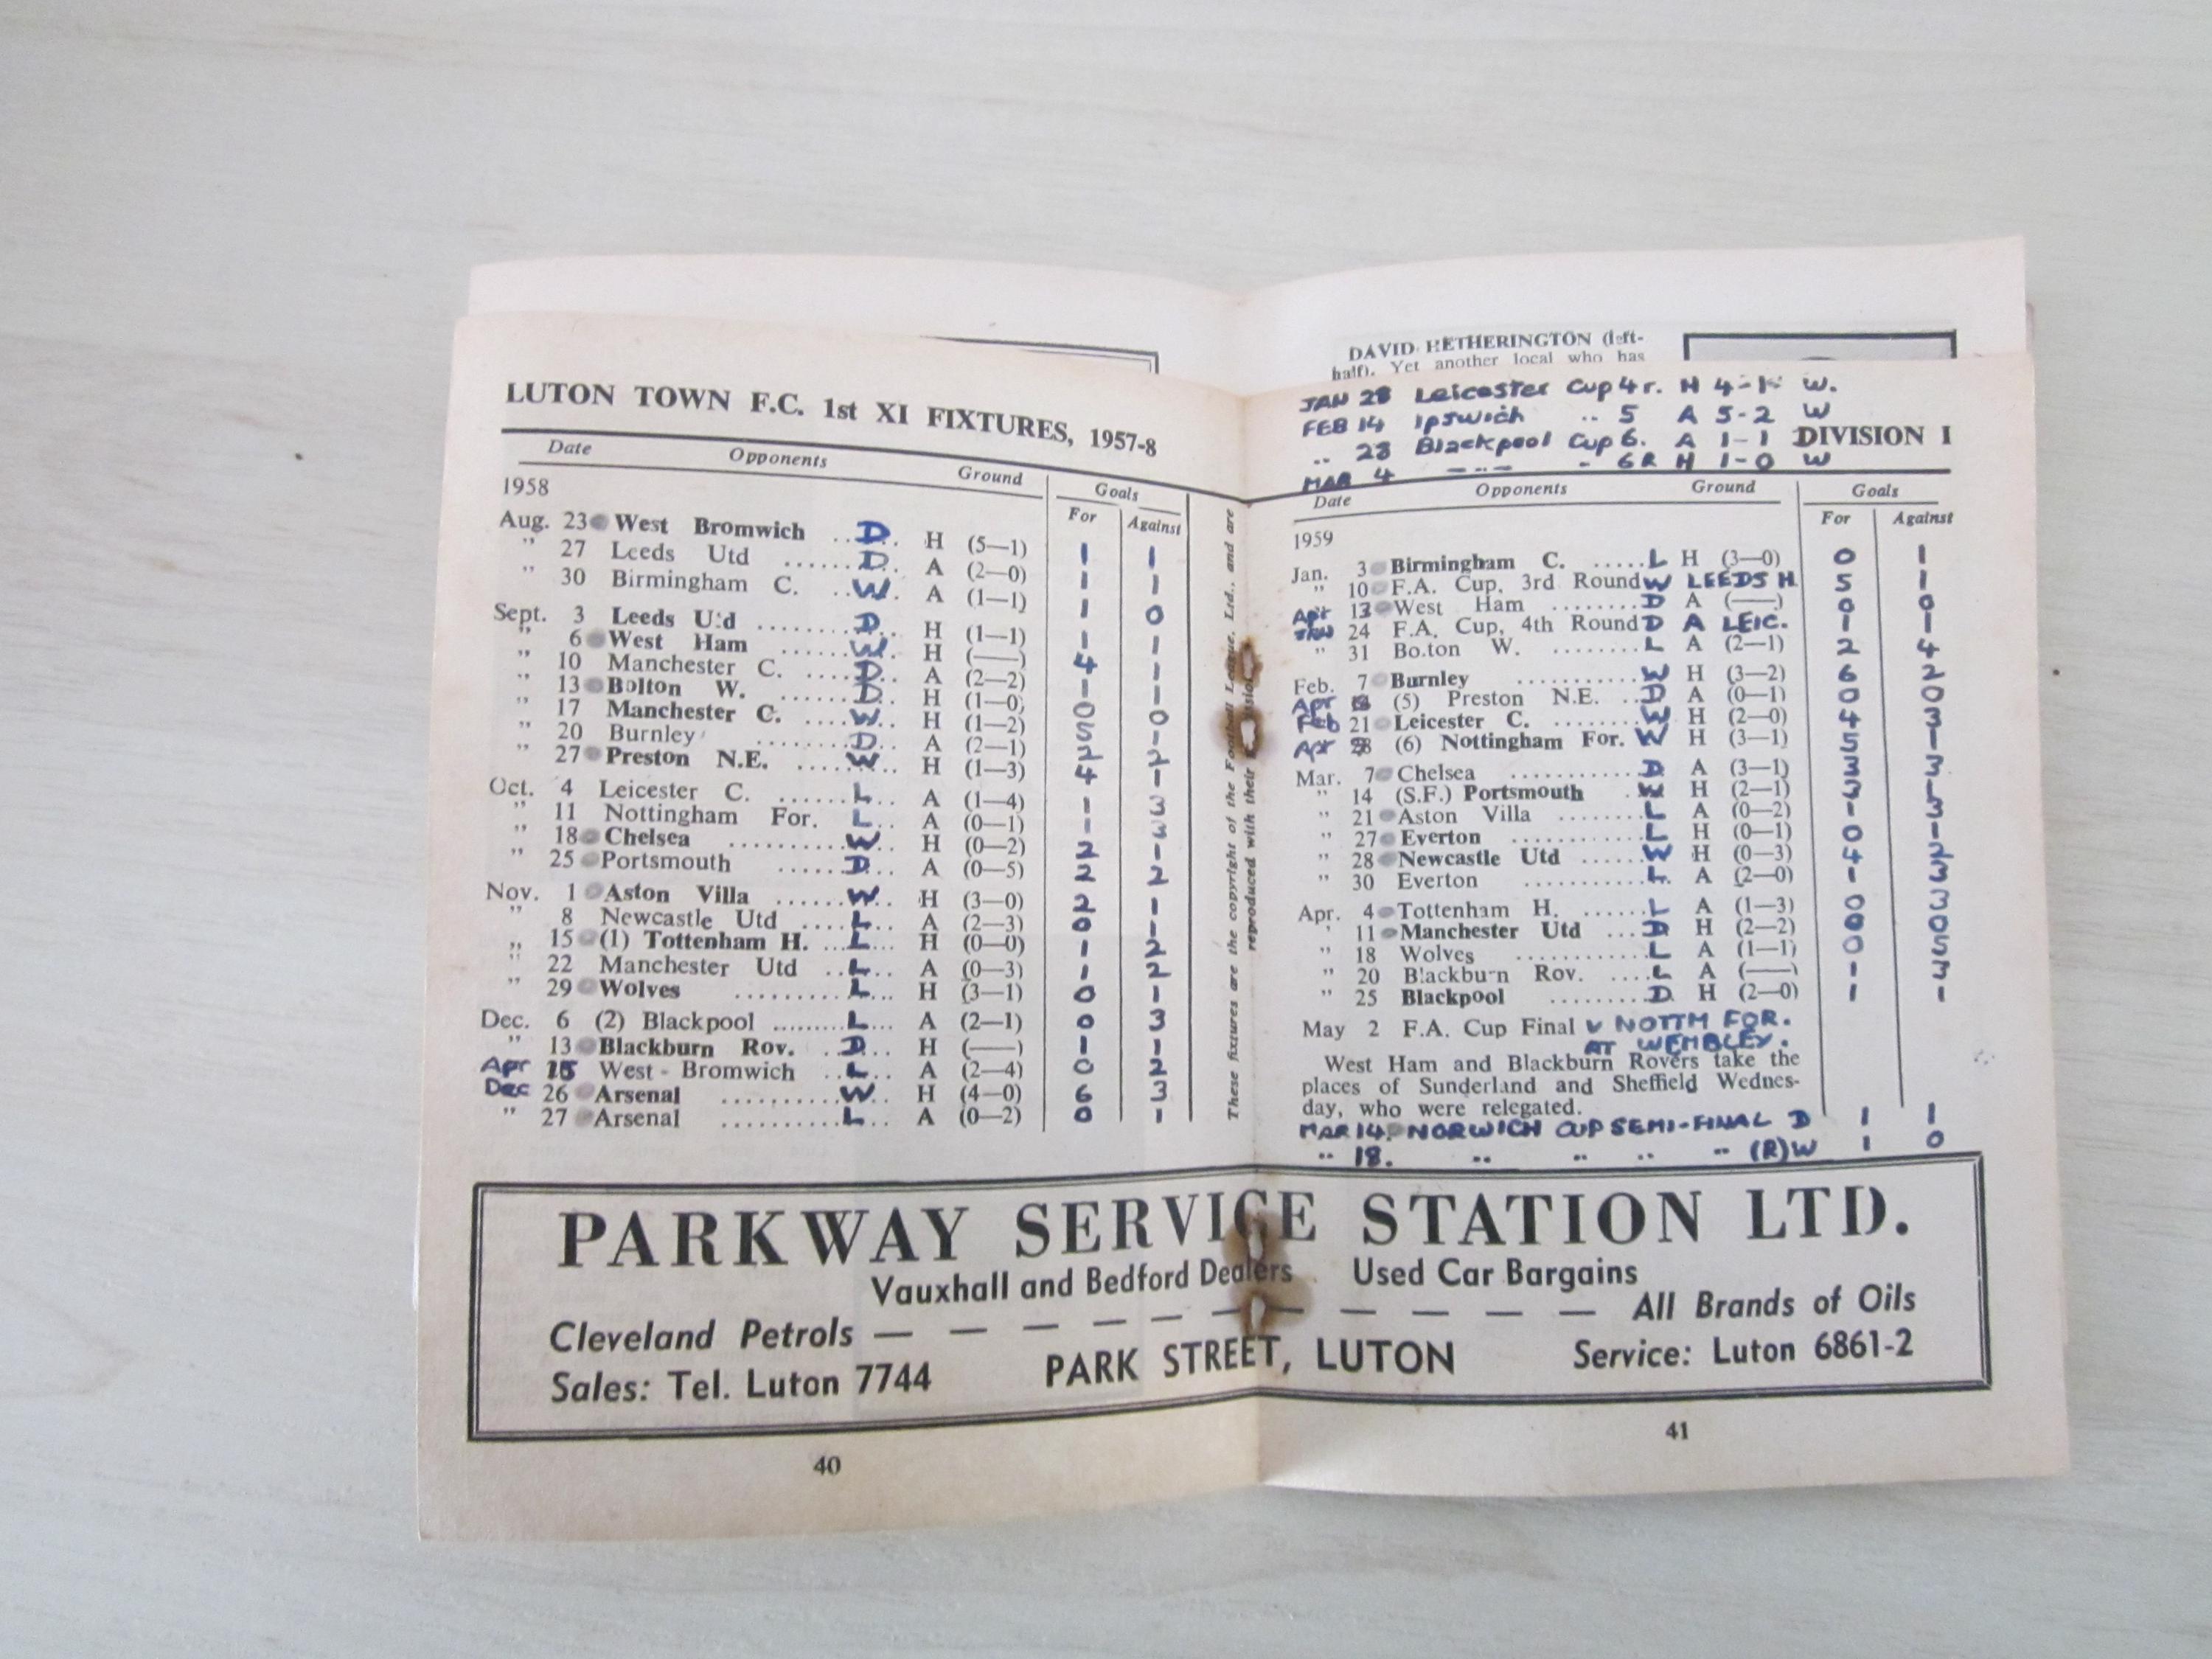 DAVID HETHERINGTON (left-
half). Yet another local who has
LUTON TOWN F.C. 1st XI FIXTURES, 1957-8
Date Opponents Ground Goals
For Against
1958
Aug. 23 West Bromwich .. D . H (5—1) 1 1
" 27 Leeds Utd ...... D .. A (2—0) 1 1
" 30 Birmingham C. .. W . A (1—1) 1 0
Sept. 3 Leeds U'd ........ D .. H (1—1) 1 1
" 6 West Ham ...... W .. H (——) 4 1
" 10 Manchester C. .... D .. A (2—2) 1 1
" 13 Bolton W. ...... D .. H (1—0) 0 0
" 17 Manchester C. .... W .. H (1—2) 5 1
" 20 Burnley ........ D .. A (2—1) 2 2
" 27 Preston N.E. ..... W .. H (1—3) 4 1
Oct. 4 Leicester C. ...... L .. A (1—4) 1 3
" 11 Nottingham For. L .. A (0—1) 1 3
" 18 Chelsea ......... W .. H (0—2) 2 1
" 25 Portsmouth ...... D .. A (0—5) 2 2
Nov. 1 Aston Villa ...... W .. H (3—0) 2 1
" 8 Newcastle Utd .. L .. A (2—3) 0 1
" 15 (1) Tottenham H. ... L .. H (0—0) 1 2
" 22 Manchester Utd .. L .. A (0—3) 1 2
" 29 Wolves ......... L .. H (3—1) 0 1
Dec. 6 (2) Blackpool ......... L ... A (2—1) 0 3
" 13 Blackburn Rov. .. D .. H (——) 1 1
Apr 15 West Bromwich .. L .. A (2—4) 0 2
Dec 26 Arsenal ......... W .. H (4—0) 6 3
" 27 Arsenal ......... L .. A (0—2) 0 1
These fixtures are the copyright of the Football League, Ltd., and are
reproduced with their
JAN 28 Leicester Cup 4 r. H 4-1 W.
FEB 14 Ipswich .. 5 A 5-2 W
.. 28 Blackpool Cup 6. A 1-1 DIVISION I
MAR 4 —..— - 6R H 1-0 W
Date Opponents Ground Goals
For Against
1959
Jan. 3 Birmingham C. ..... L H (3—0) 0 1
" 10 F.A. Cup, 3rd Round W LEEDS H. 5 1
Apr 13 West Ham ........ D A (——) 0 0
JAN 24 F.A. Cup, 4th Round D A LEIC. 1 1
" 31 Bolton W. ........ L A (2—1) 2 4
Feb. 7 Burnley ........... W H (3—2) 6 2
Apr (5) Preston N.E. .. D A (0—1) 0 0
Feb 21 Leicester C. ........ W H (2—0) 4 3
Apr (6) Nottingham For. W H (3—1) 5 1
Mar. 7 Chelsea ........... D A (3—1) 3 3
" 14 (S.F.) Portsmouth W H (2—1) 3 1
" 21 Aston Villa ........ L A (0—2) 1 3
" 27 Everton ........... L H (0—1) 0 1
" 28 Newcastle Utd ...... W H (0—3) 4 2
" 30 Everton ........... L A (2—0) 1 3
Apr. 4 Tottenham H. ...... L A (1—3) 0 3
" 11 Manchester Utd ... D H (2—2) 0 0
" 18 Wolves ........... L A (1—1) 0 5
" 20 Blackburn Rov. .... L A (——) 1 3
" 25 Blackpool ......... D H (2—0) 1 1
May 2 F.A. Cup Final v NOTTM FOR.
AT WEMBLEY.
West Ham and Blackburn Rovers take the
places of Sunderland and Sheffield Wednes-
day, who were relegated.
MAR 14. NORWICH CUP SEMI-FINAL D 1 1
.. 18. .. .. .. .. (R) W 1 0
PARKWAY SERVICE STATION LTD.
Vauxhall and Bedford Dealers . Used Car Bargains
Cleveland Petrols — — — — — — — — — — All Brands of Oils
Sales: Tel. Luton 7744 PARK STREET, LUTON Service: Luton 6861-2
40
41